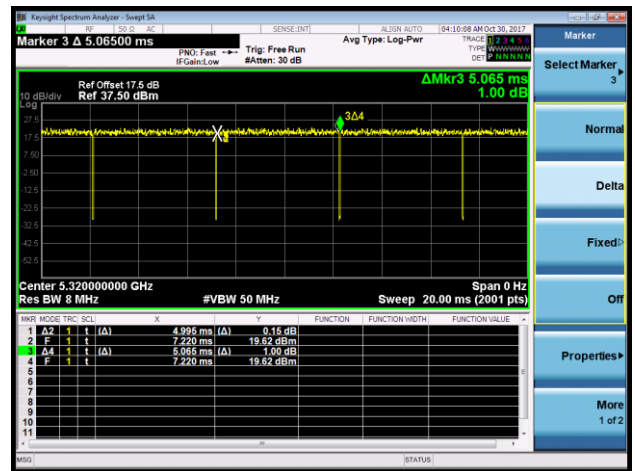 Keysight Spectrum Analyzer - Swept SA
RF 50 Ω AC SENSE:INT ALIGN AUTO 04:10:08 AM Oct 30, 2017
Marker 3 Δ 5.06500 ms
PNO: Fast
IFGain:Low
Trig: Free Run
#Atten: 30 dB
Avg Type: Log-Pwr
TRACE 1 2 3 4 5 6
TYPE WWWWWW
DET P N N N N N
Ref Offset 17.5 dB
10 dB/div Ref 37.50 dBm
Log
ΔMkr3 5.065 ms
1.00 dB
27.5
17.5
7.50
-2.50
-12.5
-22.5
-32.5
-42.5
-52.5
3Δ4
Center 5.320000000 GHz Span 0 Hz
Res BW 8 MHz #VBW 50 MHz Sweep 20.00 ms (2001 pts)
MKR MODE TRC SCL X Y FUNCTION FUNCTION WIDTH FUNCTION VALUE
1 Δ2 1 t (Δ) 4.995 ms (Δ) 0.15 dB
2 F 1 t 7.220 ms 19.62 dBm
3 Δ4 1 t (Δ) 5.065 ms (Δ) 1.00 dB
4 F 1 t 7.220 ms 19.62 dBm
5
6
7
8
9
10
11
MSG STATUS
Marker
Select Marker
3
Normal
Delta
Fixed
Off
Properties
More
1 of 2